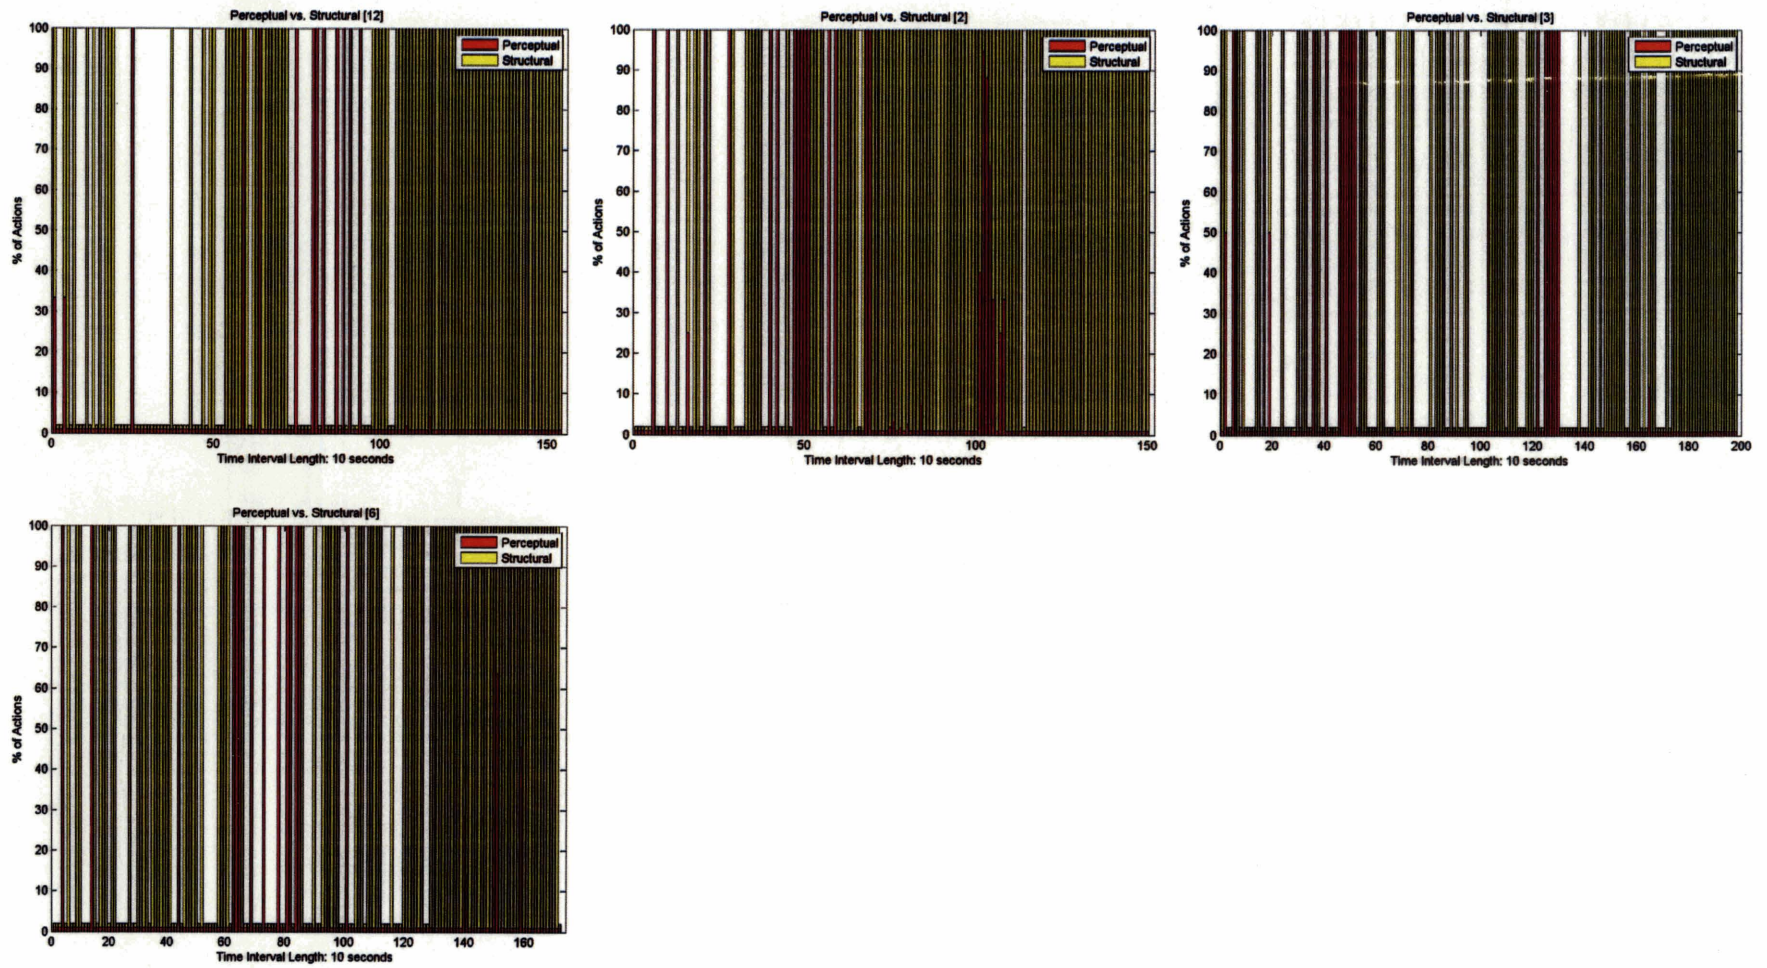 Perceptual vs. Structural [12]
Perceptual
Structural
100
90
80
70
60
50
40
30
20
10
0
% of Actions
0 50 100 150
Time Interval Length: 10 seconds
Perceptual vs. Structural [2]
Perceptual
Structural
100
90
80
70
60
50
40
30
20
10
0
% of Actions
0 50 100 150
Time Interval Length: 10 seconds
Perceptual vs. Structural [3]
Perceptual
Structural
100
90
80
70
60
50
40
30
20
10
0
% of Actions
0 20 40 60 80 100 120 140 160 180 200
Time Interval Length: 10 seconds
Perceptual vs. Structural [6]
Perceptual
Structural
100
90
80
70
60
50
40
30
20
10
0
% of Actions
0 20 40 60 80 100 120 140 160
Time Interval Length: 10 seconds